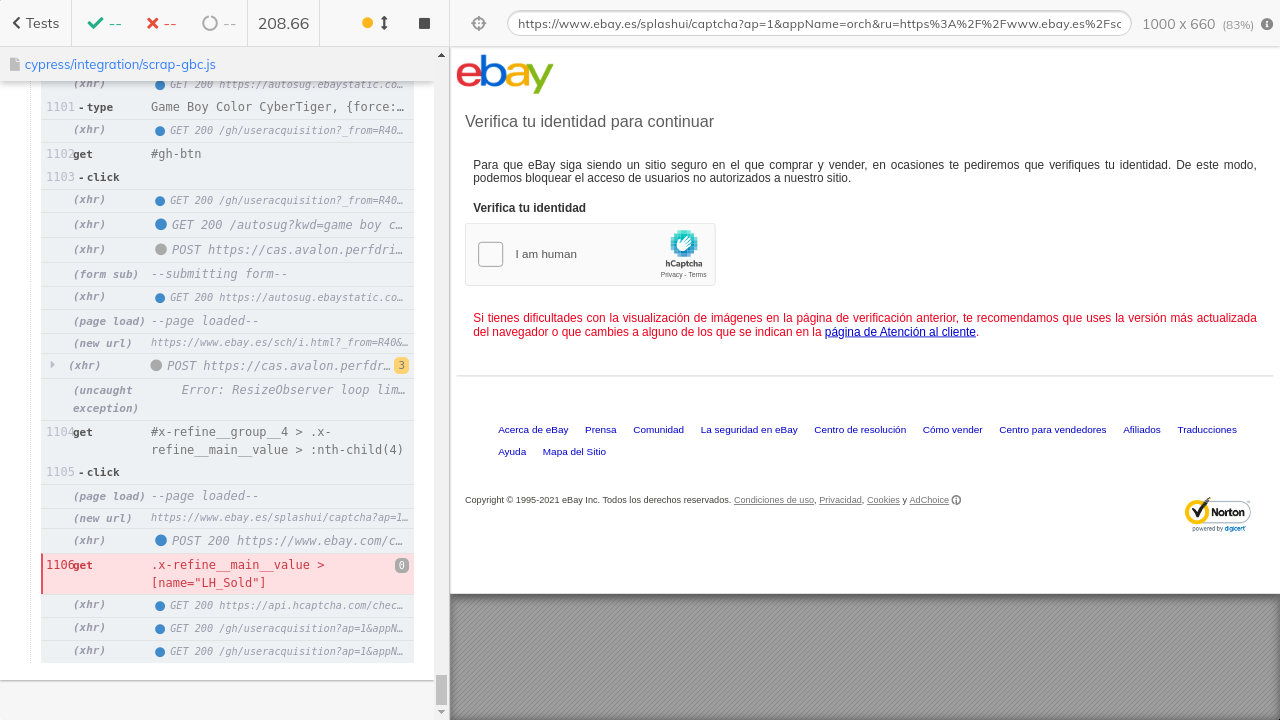 Tests
--
--
--
208.66
https://www.ebay.es/splashui/captcha?ap=1&appName=orch&ru=https%3A%2F%2Fwww.ebay.es%2Fsc
1000 x 660 (83%)
cypress/integration/scrap-gbc.js
(xhr) GET 200 https://autosug.ebaystatic.co…
1101 - type Game Boy Color CyberTiger, {force:…
(xhr) GET 200 /gh/useracquisition?_from=R40…
1102 get #gh-btn
1103 - click
(xhr) GET 200 /gh/useracquisition?_from=R40…
(xhr) GET 200 /autosug?kwd=game boy c…
(xhr) POST https://cas.avalon.perfdri…
(form sub) --submitting form--
(xhr) GET 200 https://autosug.ebaystatic.co…
(page load) --page loaded--
(new url) https://www.ebay.es/sch/i.html?_from=R40&…
(xhr) POST https://cas.avalon.perfdr… 3
(uncaught exception) Error: ResizeObserver loop lim…
1104 get #x-refine__group__4 > .x-
refine__main__value > :nth-child(4)
1105 - click
(page load) --page loaded--
(new url) https://www.ebay.es/splashui/captcha?ap=1…
(xhr) POST 200 https://www.ebay.com/c…
1106 get .x-refine__main__value > 0
[name="LH_Sold"]
(xhr) GET 200 https://api.hcaptcha.com/chec…
(xhr) GET 200 /gh/useracquisition?ap=1&appN…
(xhr) GET 200 /gh/useracquisition?ap=1&appN…
ebay
Verifica tu identidad para continuar
Para que eBay siga siendo un sitio seguro en el que comprar y vender, en ocasiones te pediremos que verifiques tu identidad. De este modo,
podemos bloquear el acceso de usuarios no autorizados a nuestro sitio.
Verifica tu identidad
I am human
hCaptcha
Privacy - Terms
Si tienes dificultades con la visualización de imágenes en la página de verificación anterior, te recomendamos que uses la versión más actualizada
del navegador o que cambies a alguno de los que se indican en la página de Atención al cliente.
Acerca de eBay Prensa Comunidad La seguridad en eBay Centro de resolución Cómo vender Centro para vendedores Afiliados Traducciones
Ayuda Mapa del Sitio
Copyright © 1995-2021 eBay Inc. Todos los derechos reservados. Condiciones de uso, Privacidad, Cookies y AdChoice
Norton
powered by digicert